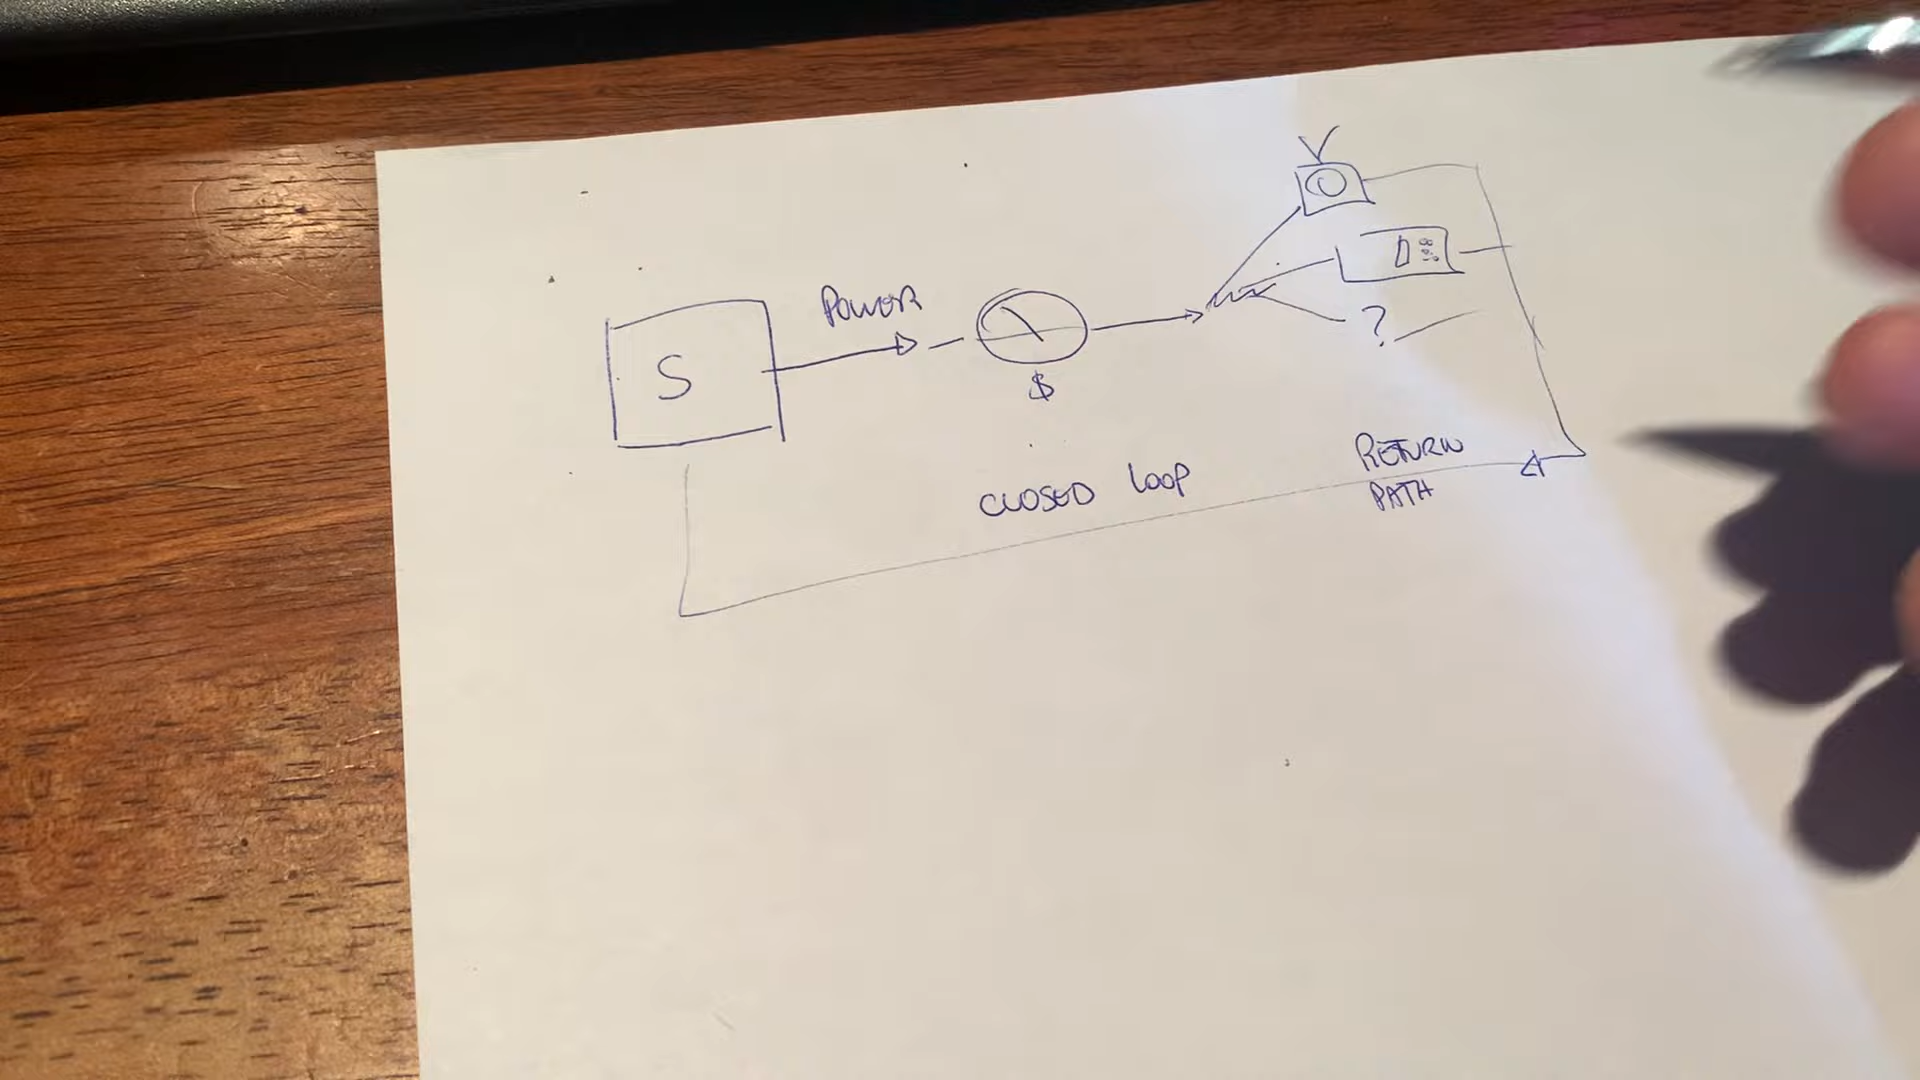 POWER
S
$
?
CLOSED LOOP
RETURN
PATH